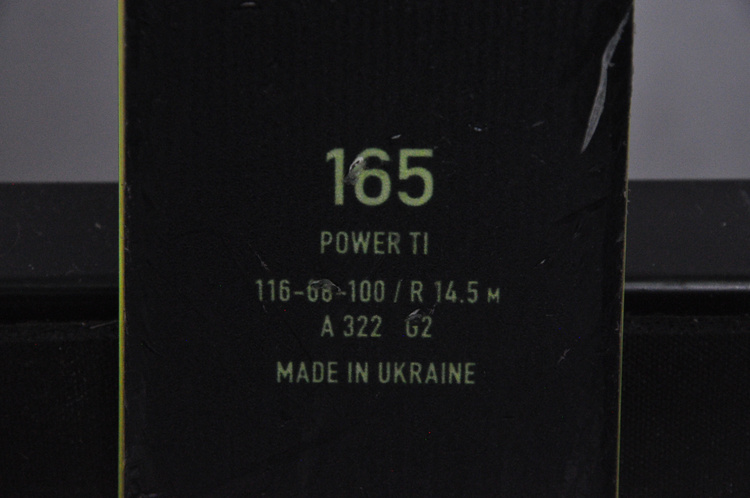 165
POWER TI
116-68-100 / R 14.5 M
A 322 G2
MADE IN UKRAINE